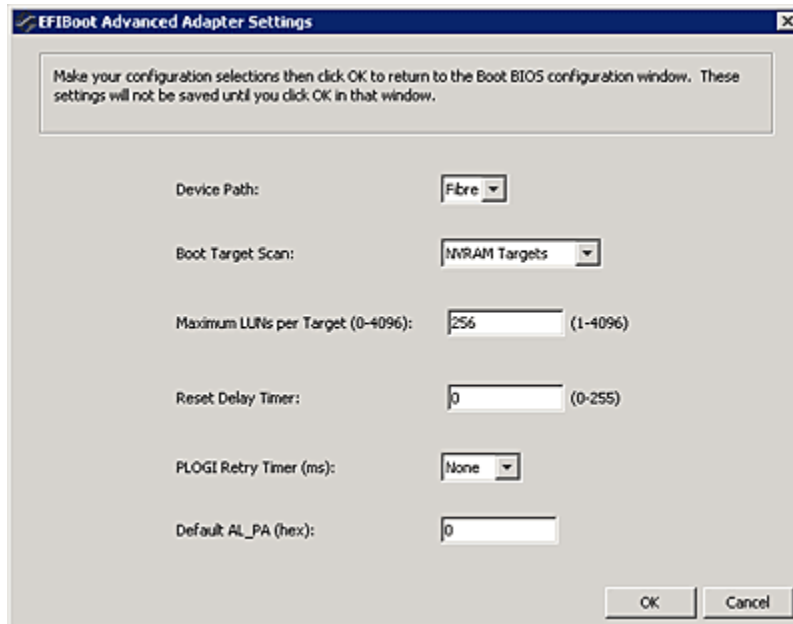 EFIBoot Advanced Adapter Settings
Make your configuration selections then click OK to return to the Boot BIOS configuration window. These
settings will not be saved until you click OK in that window.
Device Path: Fibre
Boot Target Scan: NVRAM Targets
Maximum LUNs per Target (0-4096): 256 (1-4096)
Reset Delay Timer: 0 (0-255)
PLOGI Retry Timer (ms): None
Default AL_PA (hex): 0
OK Cancel